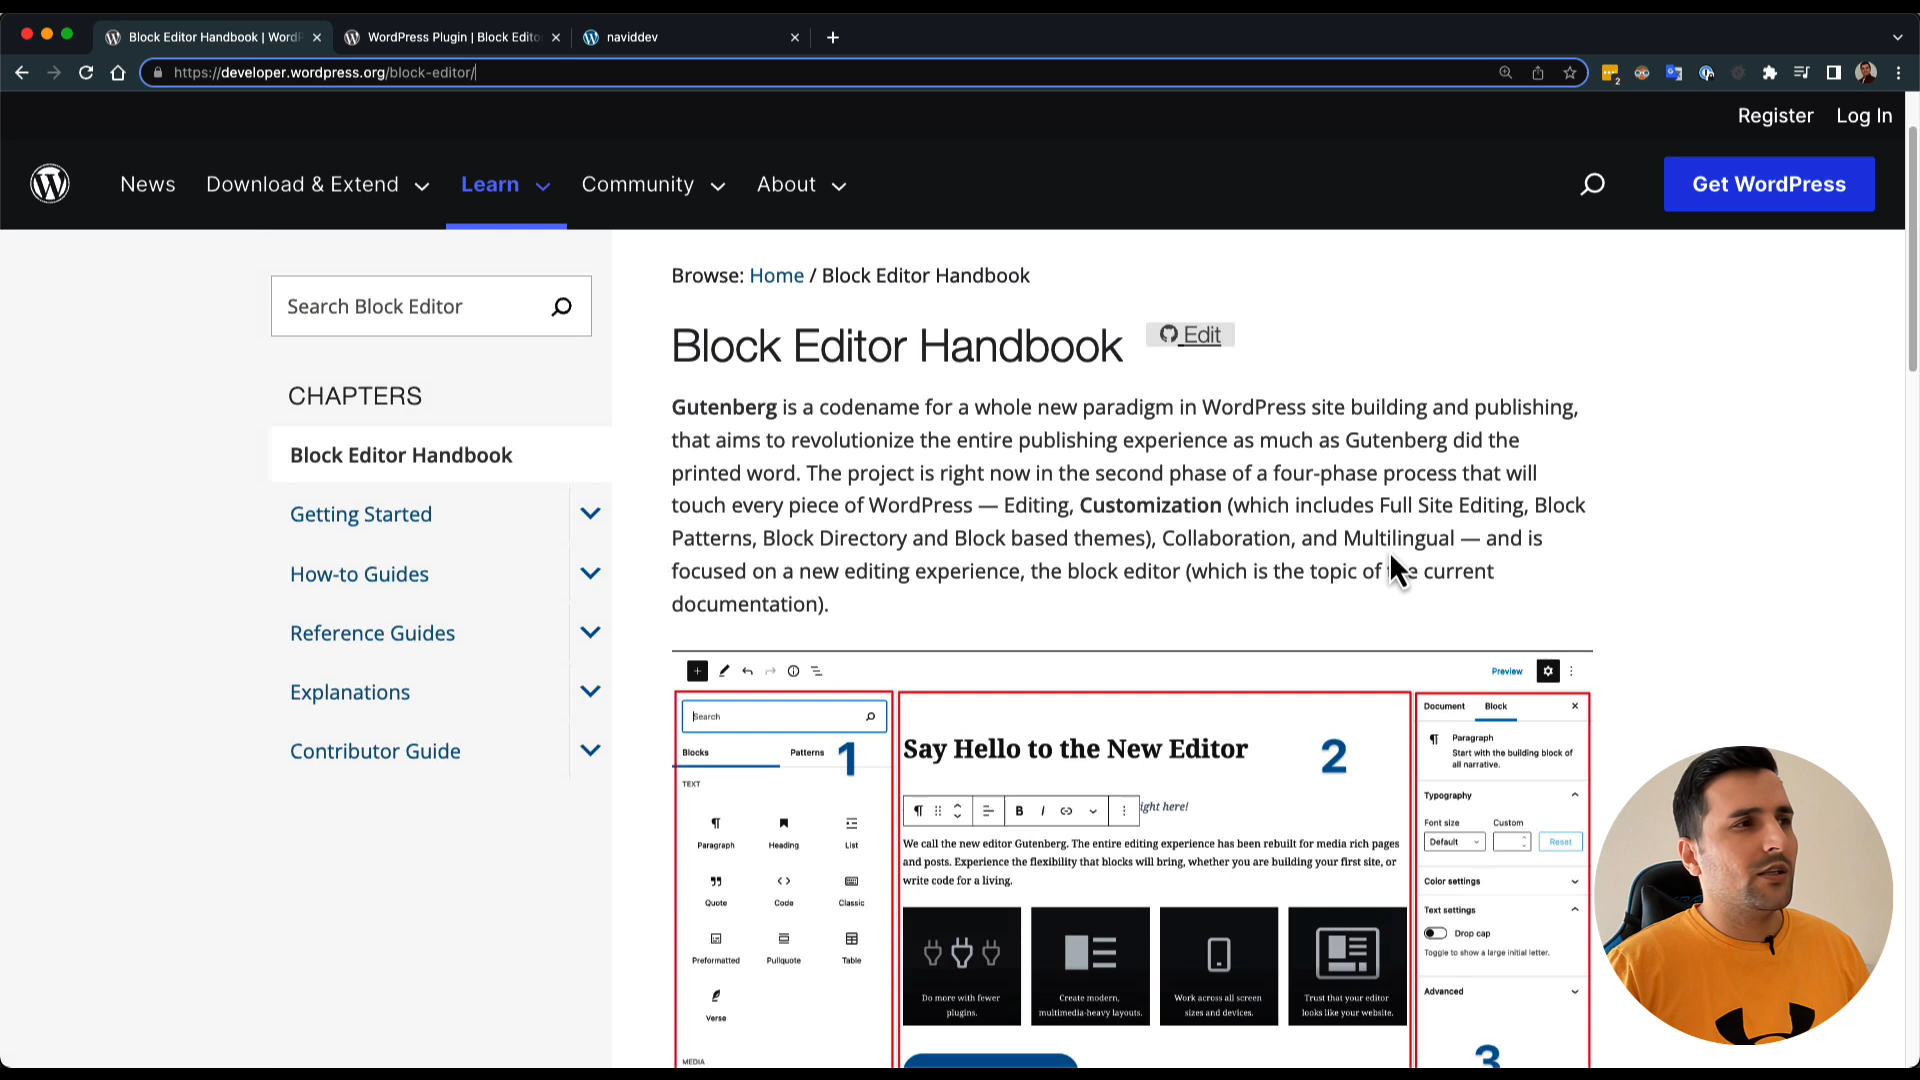 Block Editor Handbook | WordP
WordPress Plugin | Block Edito
naviddev
https://developer.wordpress.org/block-editor/
2
Register
Log In
News
Download & Extend
Learn
Community
About
Get WordPress
Search Block Editor
CHAPTERS
Block Editor Handbook
Getting Started
How-to Guides
Reference Guides
Explanations
Contributor Guide
Browse: Home / Block Editor Handbook
Block Editor Handbook
Edit
Gutenberg is a codename for a whole new paradigm in WordPress site building and publishing,
that aims to revolutionize the entire publishing experience as much as Gutenberg did the
printed word. The project is right now in the second phase of a four-phase process that will
touch every piece of WordPress — Editing, Customization (which includes Full Site Editing, Block
Patterns, Block Directory and Block based themes), Collaboration, and Multilingual — and is
focused on a new editing experience, the block editor (which is the topic of the current
documentation).
Preview
Search
Blocks
Patterns
1
TEXT
Paragraph
Heading
List
Quote
Code
Classic
Preformatted
Pullquote
Table
Verse
MEDIA
Say Hello to the New Editor
2
B I
ight here!
We call the new editor Gutenberg. The entire editing experience has been rebuilt for media rich pages
and posts. Experience the flexibility that blocks will bring, whether you are building your first site, or
write code for a living.
Do more with fewer
plugins.
Create modern,
multimedia-heavy layouts.
Work across all screen
sizes and devices.
Trust that your editor
looks like your website.
Document
Block
Paragraph
Start with the building block of
all narrative.
Typography
Font size
Custom
Default
Reset
Color settings
Text settings
Drop cap
Toggle to show a large initial letter.
Advanced
3